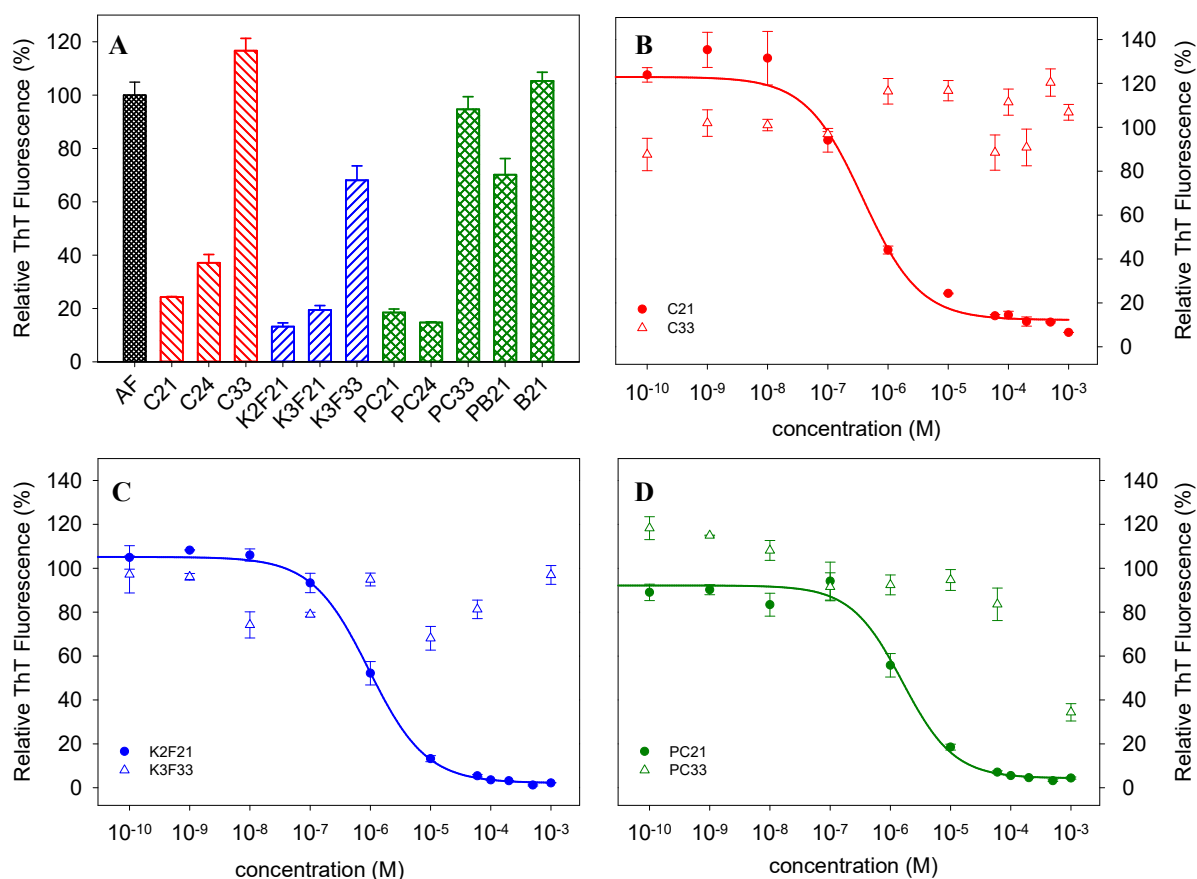 A
Relative ThT Fluorescence (%)
120
100
80
60
40
20
0
AF
C21
C24
C33
K2F21
K3F21
K3F33
PC21
PC24
PC33
PB21
B21
B
Relative ThT Fluorescence (%)
140
120
100
80
60
40
20
0
C21
C33
10⁻¹⁰ 10⁻⁹ 10⁻⁸ 10⁻⁷ 10⁻⁶ 10⁻⁵ 10⁻⁴ 10⁻³
concentration (M)
C
Relative ThT Fluorescence (%)
140
120
100
80
60
40
20
0
K2F21
K3F33
10⁻¹⁰ 10⁻⁹ 10⁻⁸ 10⁻⁷ 10⁻⁶ 10⁻⁵ 10⁻⁴ 10⁻³
concentration (M)
D
Relative ThT Fluorescence (%)
140
120
100
80
60
40
20
0
PC21
PC33
10⁻¹⁰ 10⁻⁹ 10⁻⁸ 10⁻⁷ 10⁻⁶ 10⁻⁵ 10⁻⁴ 10⁻³
concentration (M)